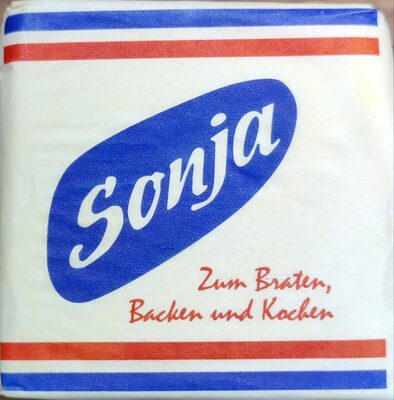 Sonja
Zum Braten,
Backen und Kochen